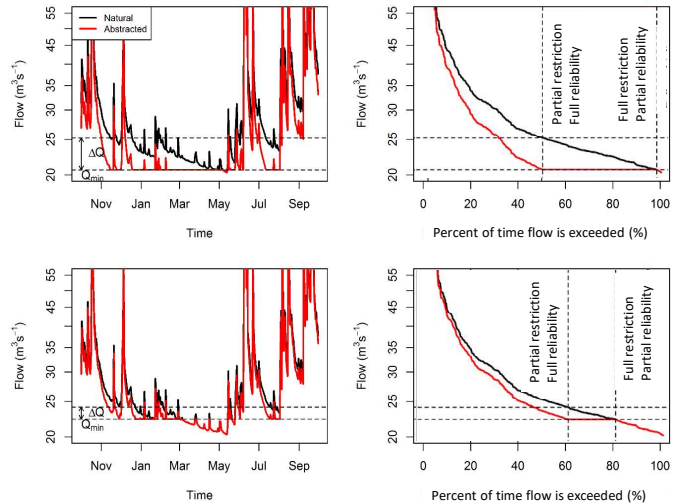 Natural
Abstracted
Flow (m³s⁻¹)
55
45
35
30
25
20
ΔQ
Qmin
Nov Jan Mar May Jul Sep
Time
Flow (m³s⁻¹)
55
45
35
30
25
20
Partial restriction
Full reliability
Full restriction
Partial reliability
0 20 40 60 80 100
Percent of time flow is exceeded (%)
Flow (m³s⁻¹)
55
45
35
30
25
20
ΔQ
Qmin
Nov Jan Mar May Jul Sep
Time
Flow (m³s⁻¹)
55
45
35
30
25
20
Partial restriction
Full reliability
Full restriction
Partial reliability
0 20 40 60 80 100
Percent of time flow is exceeded (%)